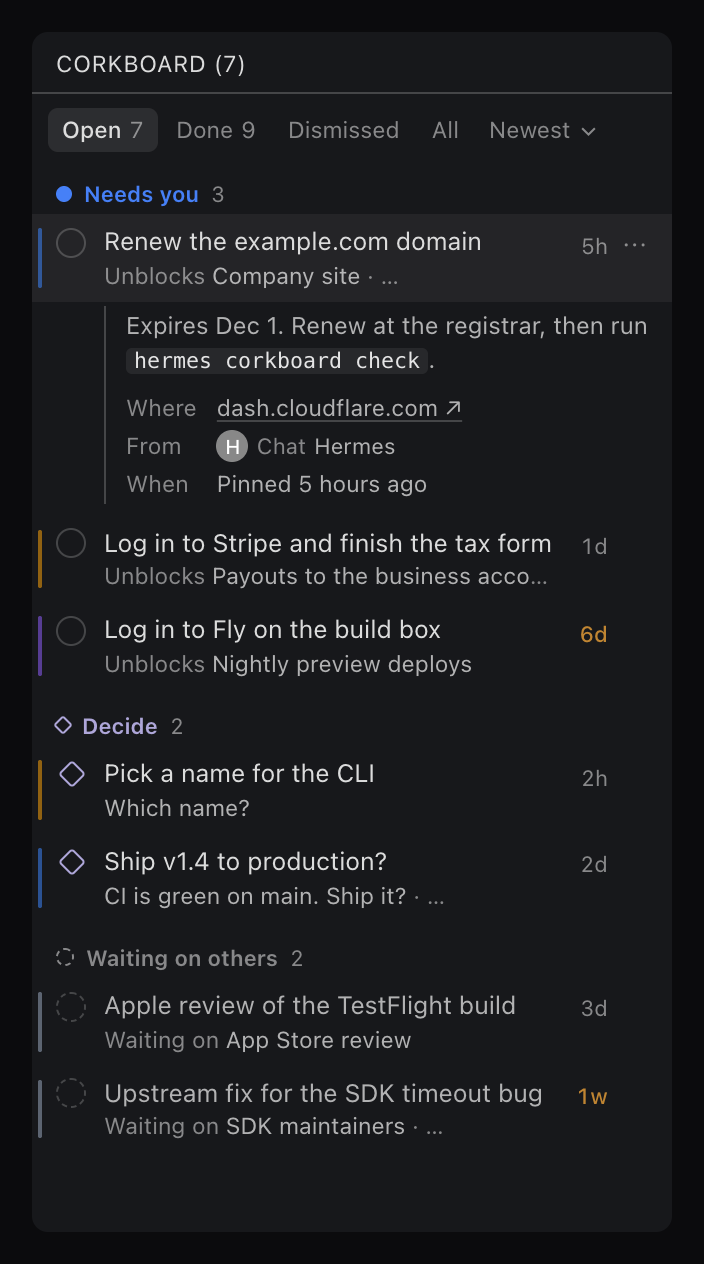 CORKBOARD (7)
Open 7 Done 9 Dismissed All Newest
Needs you 3
Renew the example.com domain 5h ···
Unblocks Company site · ...
Expires Dec 1. Renew at the registrar, then run
hermes corkboard check.
Where dash.cloudflare.com ↗
From H Chat Hermes
When Pinned 5 hours ago
Log in to Stripe and finish the tax form 1d
Unblocks Payouts to the business acco...
Log in to Fly on the build box 6d
Unblocks Nightly preview deploys
Decide 2
Pick a name for the CLI 2h
Which name?
Ship v1.4 to production? 2d
CI is green on main. Ship it? · ...
Waiting on others 2
Apple review of the TestFlight build 3d
Waiting on App Store review
Upstream fix for the SDK timeout bug 1w
Waiting on SDK maintainers · ...